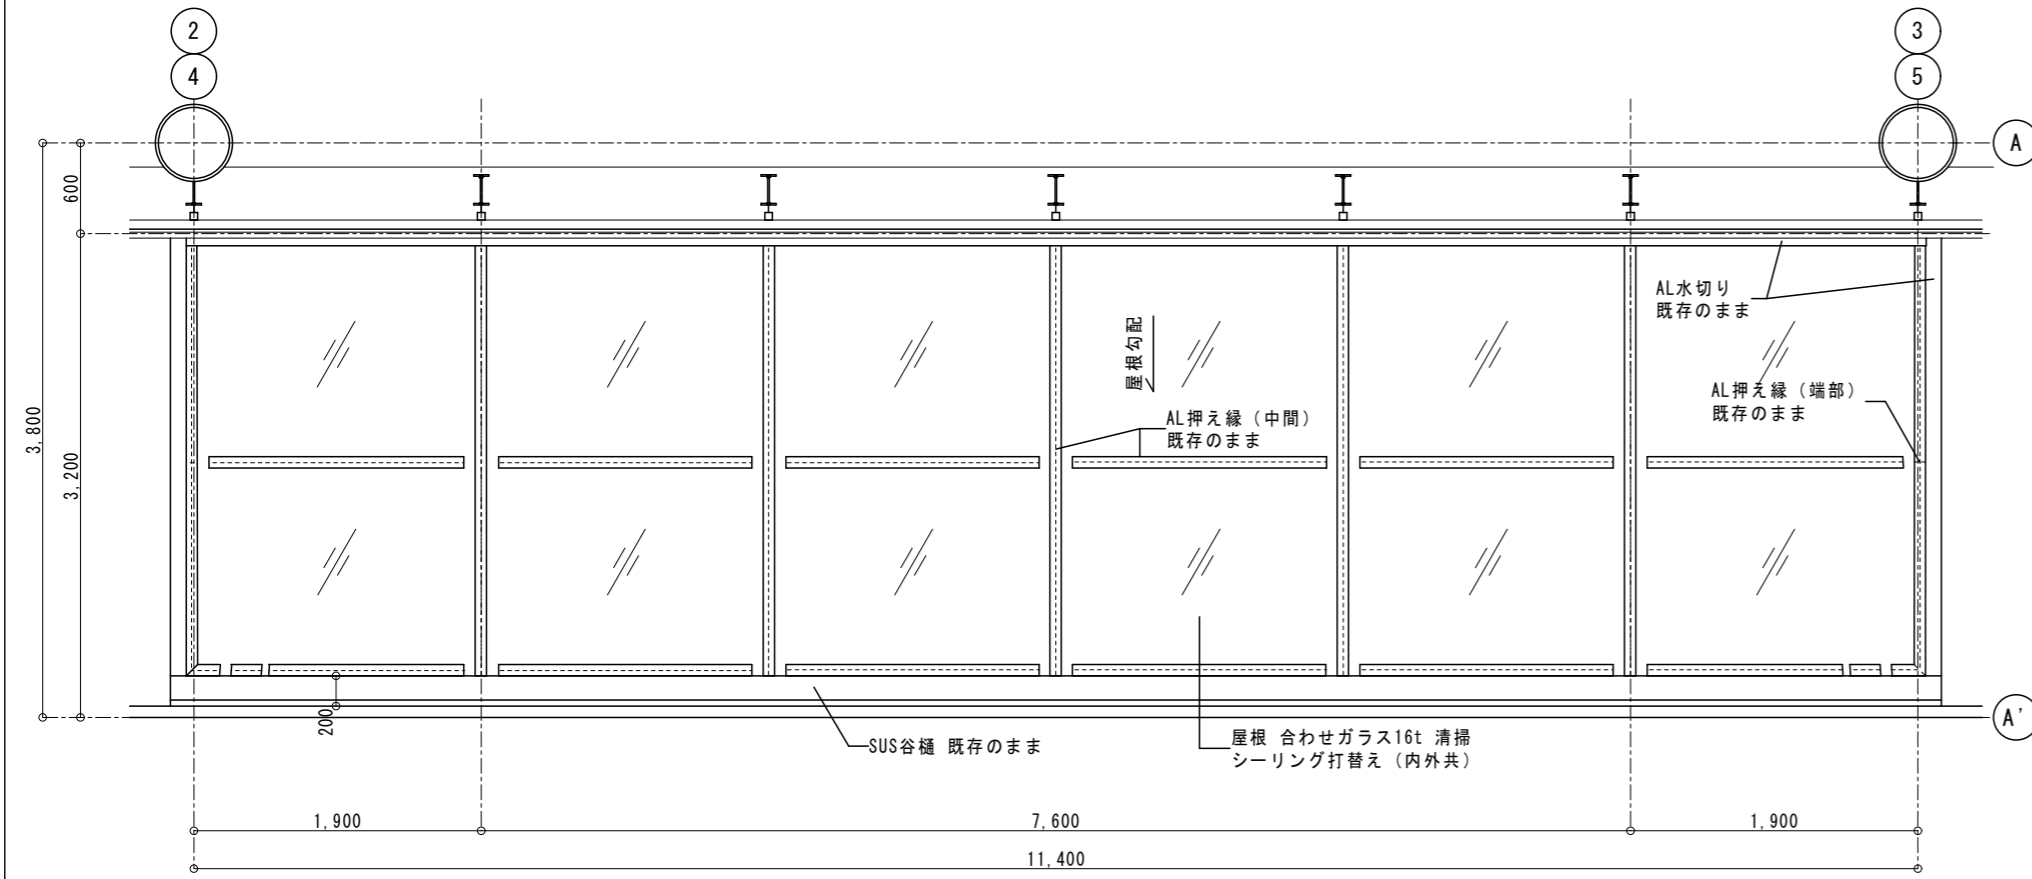 2
3
4
5
A
600
AL水切り
既存のまま
屋根勾配
AL押え縁（端部）
既存のまま
AL押え縁（中間）
既存のまま
3,800
3,200
200
A'
SUS谷樋 既存のまま
屋根 合わせガラス16t 清掃
シーリング打替え（内外共）
1,900
7,600
1,900
11,400